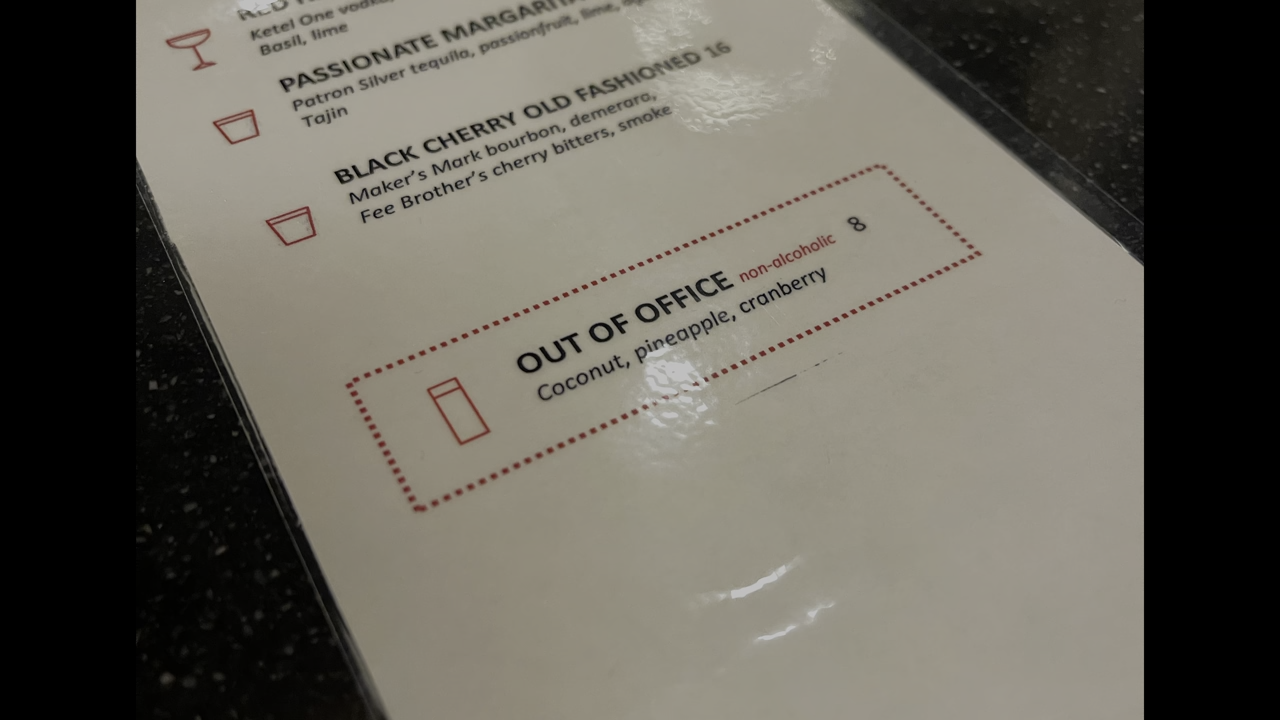 RED
Ketel One vodka,
Basil, lime
PASSIONATE MARGARITA
Patron Silver tequila, passionfruit, lime,
Tajin
BLACK CHERRY OLD FASHIONED 16
Maker's Mark bourbon, demerara,
Fee Brother's cherry bitters, smoke
OUT OF OFFICE non-alcoholic 8
Coconut, pineapple, cranberry